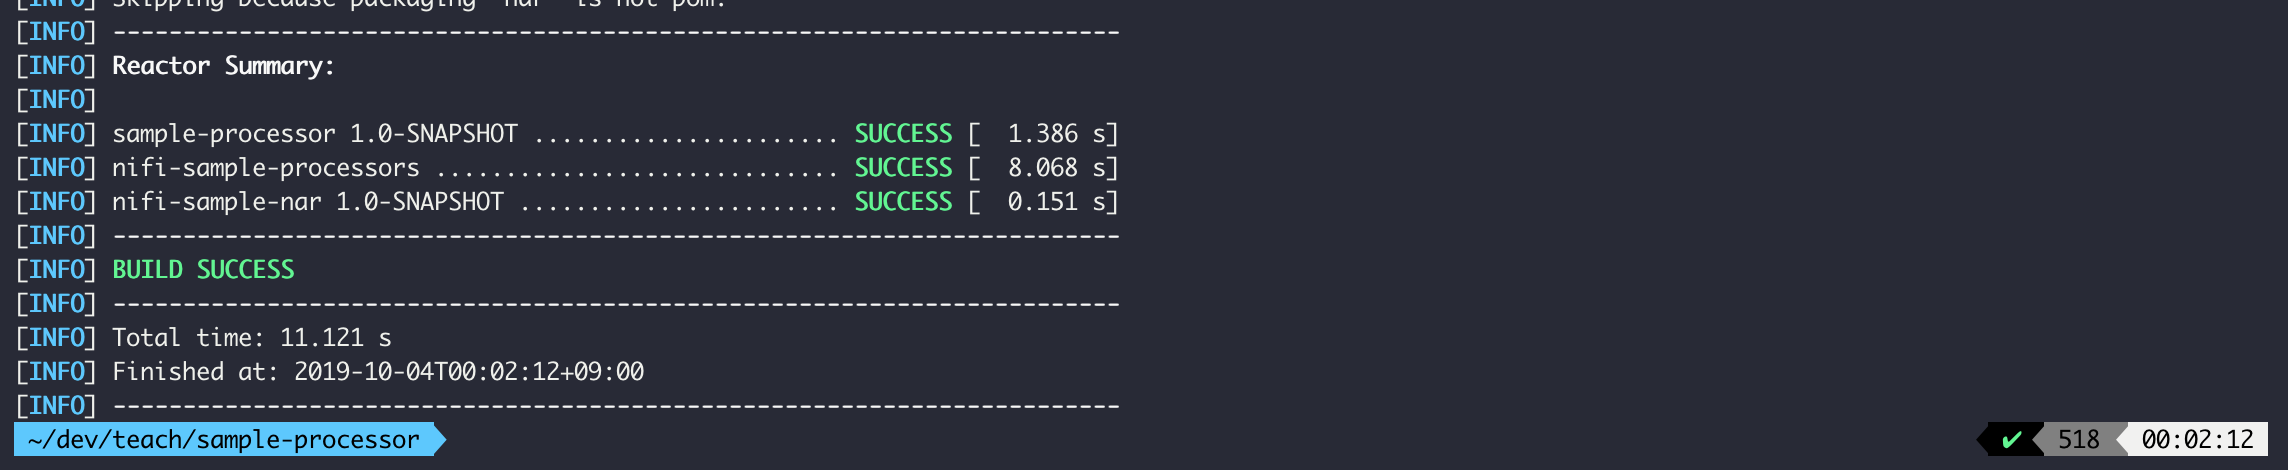 [INFO] Skipping because packaging 'nar' is not pom.
[INFO] ------------------------------------------------------------------------
[INFO] Reactor Summary:
[INFO]
[INFO] sample-processor 1.0-SNAPSHOT ...................... SUCCESS [  1.386 s]
[INFO] nifi-sample-processors ............................. SUCCESS [  8.068 s]
[INFO] nifi-sample-nar 1.0-SNAPSHOT ....................... SUCCESS [  0.151 s]
[INFO] ------------------------------------------------------------------------
[INFO] BUILD SUCCESS
[INFO] ------------------------------------------------------------------------
[INFO] Total time: 11.121 s
[INFO] Finished at: 2019-10-04T00:02:12+09:00
[INFO] ------------------------------------------------------------------------
~/dev/teach/sample-processor ✔ 518 00:02:12